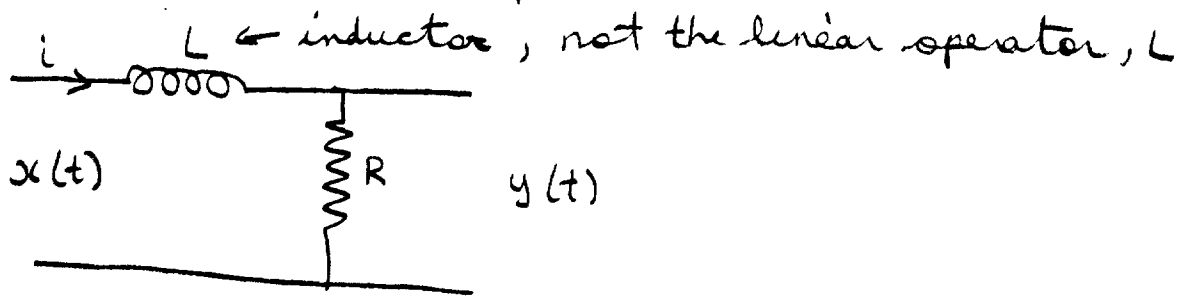 L ← inductor, not the linear operator, L
i
x(t) R y(t)